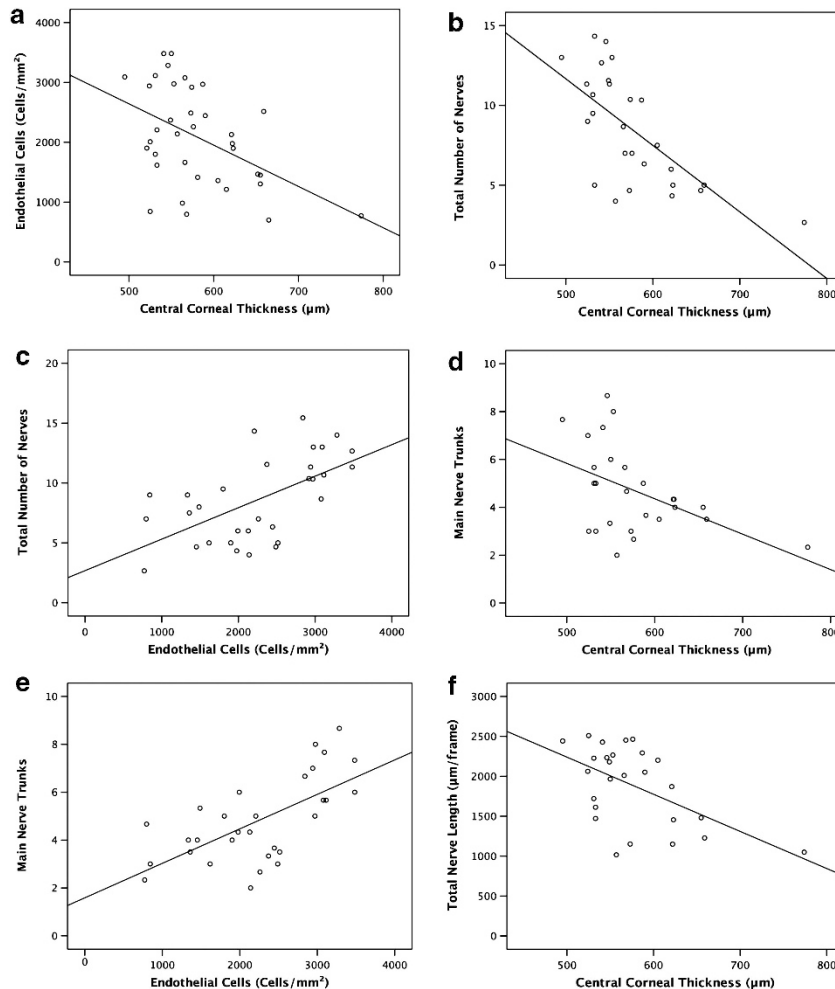 a
4000
3000
2000
1000
0
Endothelial Cells (Cells/mm²)
500 600 700 800
Central Corneal Thickness (µm)
b
15
10
5
0
Total Number of Nerves
500 600 700 800
Central Corneal Thickness (µm)
c
20
15
10
5
0
Total Number of Nerves
0 1000 2000 3000 4000
Endothelial Cells (Cells/mm²)
d
10
8
6
4
2
0
Main Nerve Trunks
500 600 700 800
Central Corneal Thickness (µm)
e
10
8
6
4
2
0
Main Nerve Trunks
0 1000 2000 3000 4000
Endothelial Cells (Cells/mm²)
f
3000
2500
2000
1500
1000
500
0
Total Nerve Length (µm/frame)
500 600 700 800
Central Corneal Thickness (µm)